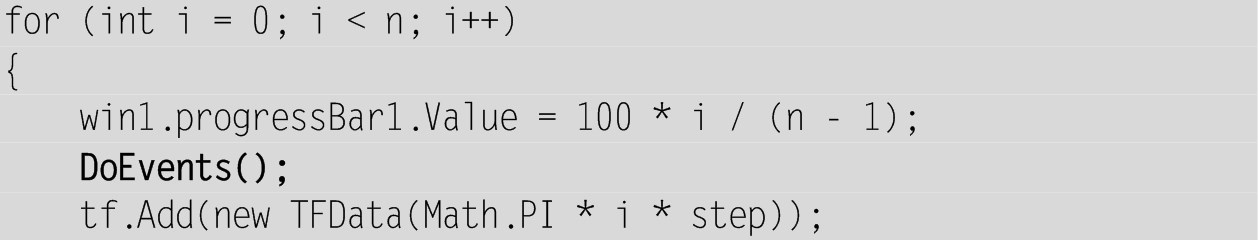 for (int i = 0; i < n; i++)
{
    win1.progressBar1.Value = 100 * i / (n - 1);
    DoEvents();
    tf.Add(new TFData(Math.PI * i * step));